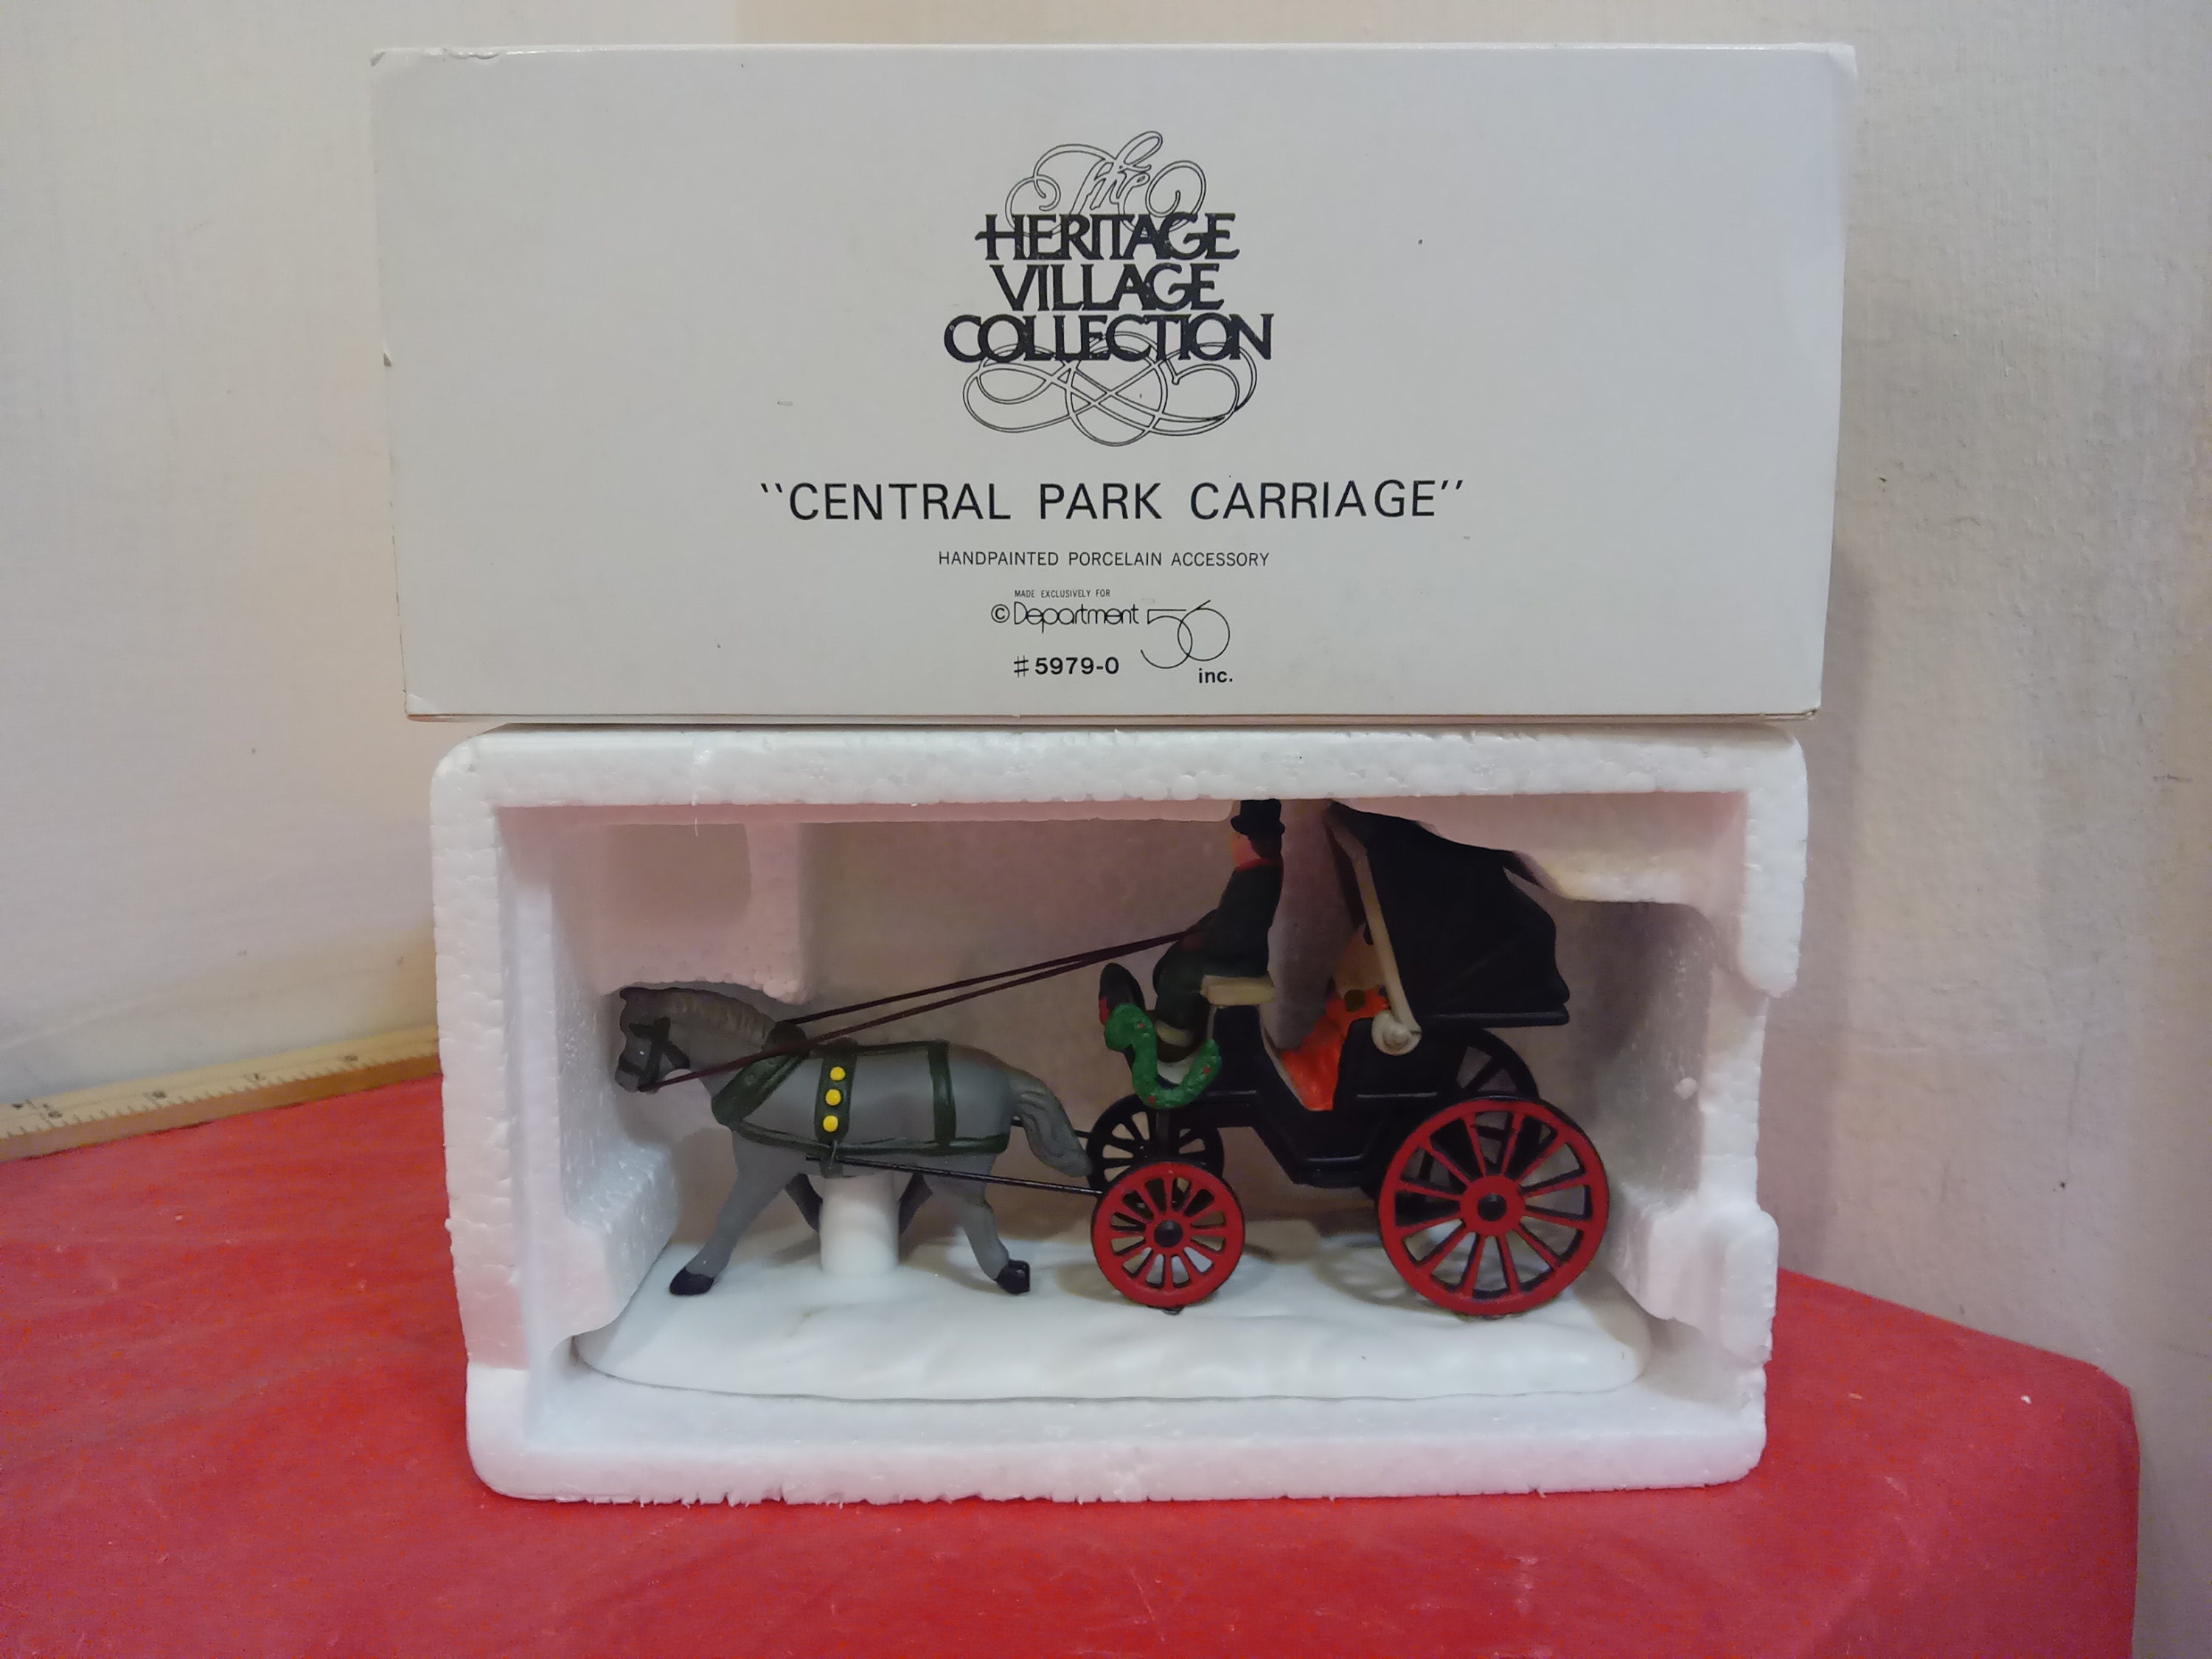 The
HERITAGE
VILLAGE
COLLECTION
"CENTRAL PARK CARRIAGE"
HANDPAINTED PORCELAIN ACCESSORY
MADE EXCLUSIVELY FOR
©Department 56
#5979-0 inc.